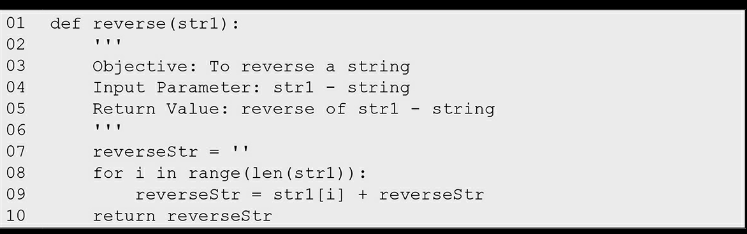 01 def reverse(str1):
02     '''
03     Objective: To reverse a string
04     Input Parameter: str1 - string
05     Return Value: reverse of str1 - string
06     '''
07     reverseStr = ''
08     for i in range(len(str1)):
09         reverseStr = str1[i] + reverseStr
10     return reverseStr